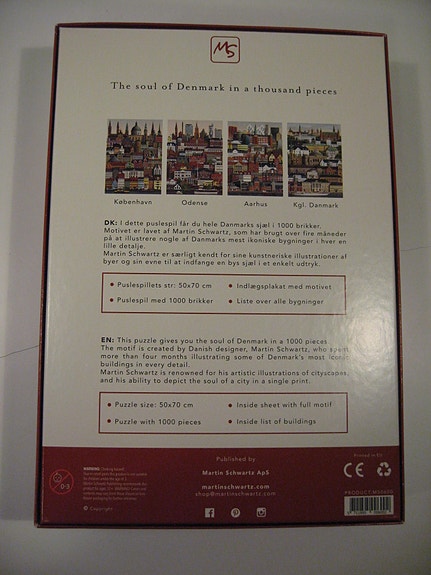 MS
The soul of Denmark in a thousand pieces
København Odense Aarhus Kgl. Danmark
DK: I dette puslespil får du hele Danmarks sjæl i 1000 brikker.
Motivet er lavet af Martin Schwartz, som har brugt over fire måneder
på at illustrere nogle af Danmarks mest ikoniske bygninger i hver en
lille detalje.
Martin Schwartz er særligt kendt for sine kunstneriske illustrationer af
byer og sin evne til at indfange en bys sjæl i et enkelt udtryk.
• Puslespillets str: 50x70 cm • Indlægsplakat med motivet
• Puslespil med 1000 brikker • Liste over alle bygninger
EN: This puzzle gives you the soul of Denmark in a 1000 pieces
The motif is created by Danish designer, Martin Schwartz, who spent
more than four months illustrating some of Denmark's most iconic
buildings in every detail.
Martin Schwartz is renowned for his artistic illustrations of cityscapes,
and his ability to depict the soul of a city in a single print.
• Puzzle size: 50x70 cm • Inside sheet with full motif
• Puzzle with 1000 pieces • Inside list of buildings
Published by
Martin Schwartz ApS
martinschwartz.com
shop@martinschwartz.com
0-3
WARNING:
© Copyright
Printed in EU
CE